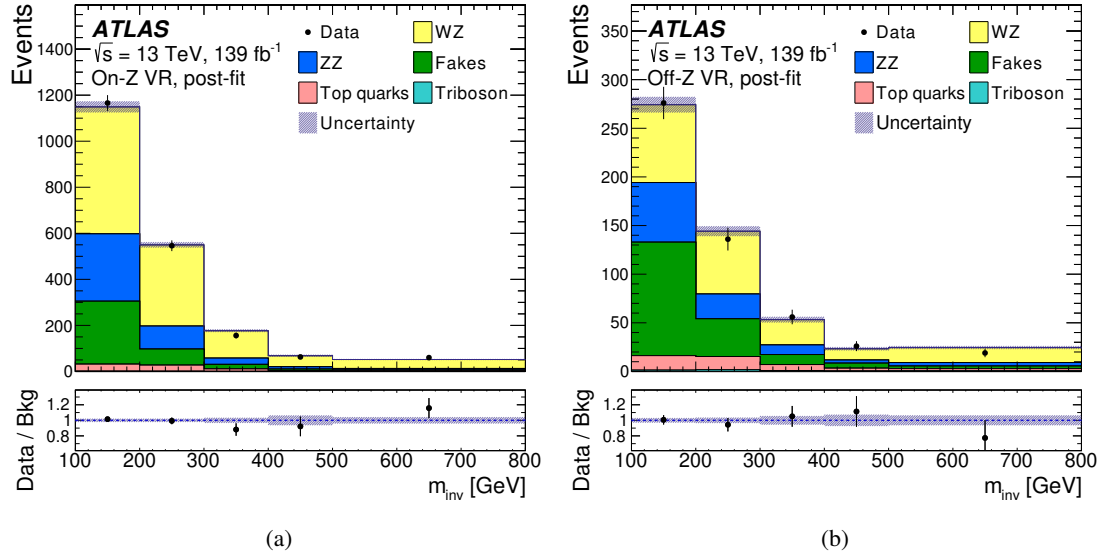 Events
1400
1200
1000
800
600
400
200
0
ATLAS
√s = 13 TeV, 139 fb⁻¹
On-Z VR, post-fit
Data
WZ
ZZ
Fakes
Top quarks
Triboson
Uncertainty
Data / Bkg
1.2
1
0.8
100 200 300 400 500 600 700 800
m_inv [GeV]
(a)
Events
350
300
250
200
150
100
50
0
ATLAS
√s = 13 TeV, 139 fb⁻¹
Off-Z VR, post-fit
Data
WZ
ZZ
Fakes
Top quarks
Triboson
Uncertainty
Data / Bkg
1.2
1
0.8
100 200 300 400 500 600 700 800
m_inv [GeV]
(b)